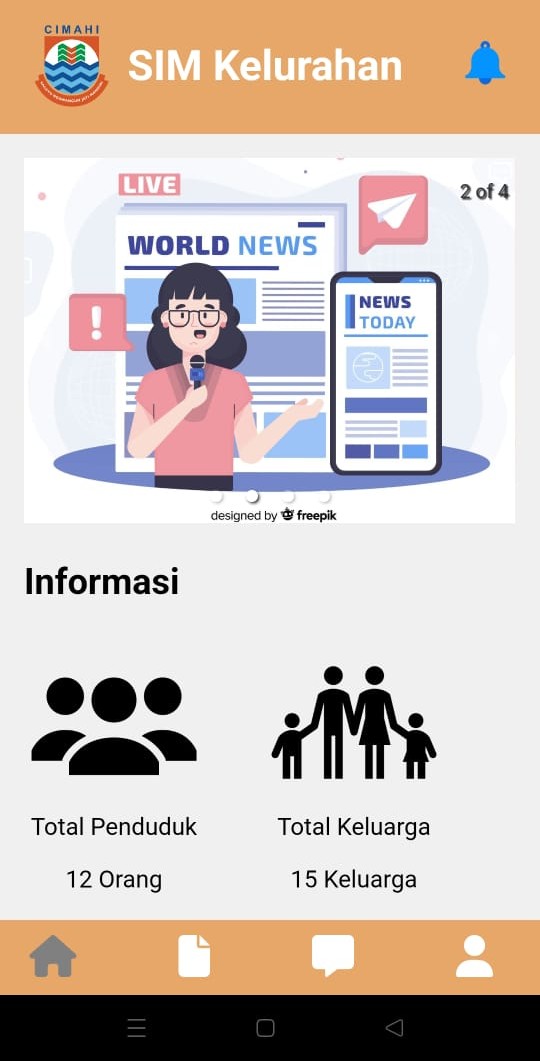 CIMAHI
SIM Kelurahan
LIVE
2 of 4
WORLD NEWS
!
NEWS
TODAY
designed by freepik
Informasi
Total Penduduk
Total Keluarga
12 Orang
15 Keluarga